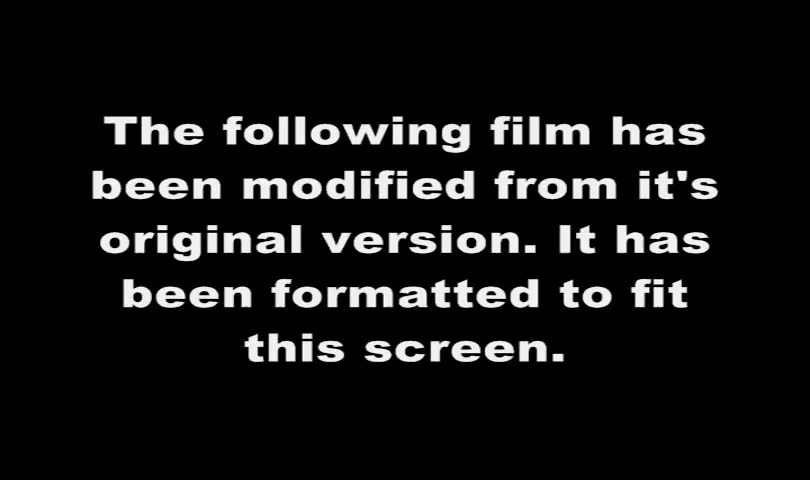 The following film has
been modified from it's
original version. It has
been formatted to fit
this screen.